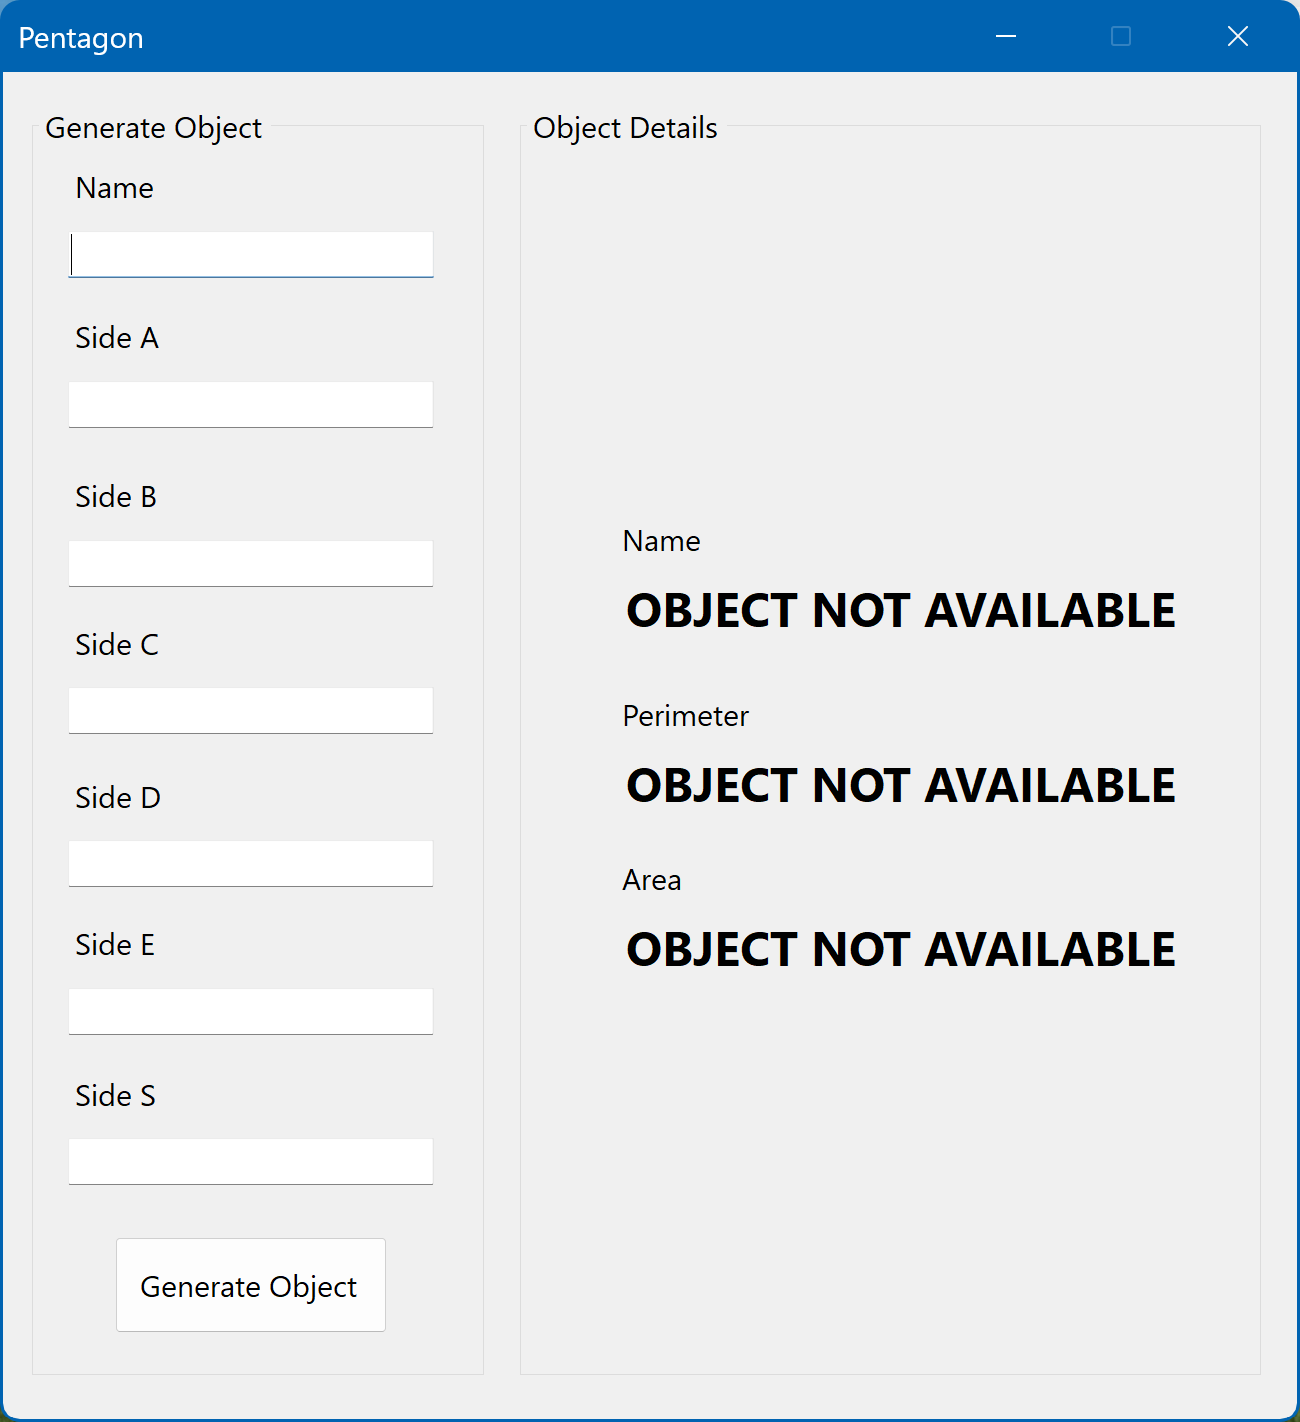 Pentagon
Generate Object
Name
Side A
Side B
Side C
Side D
Side E
Side S
Generate Object
Object Details
Name
OBJECT NOT AVAILABLE
Perimeter
OBJECT NOT AVAILABLE
Area
OBJECT NOT AVAILABLE